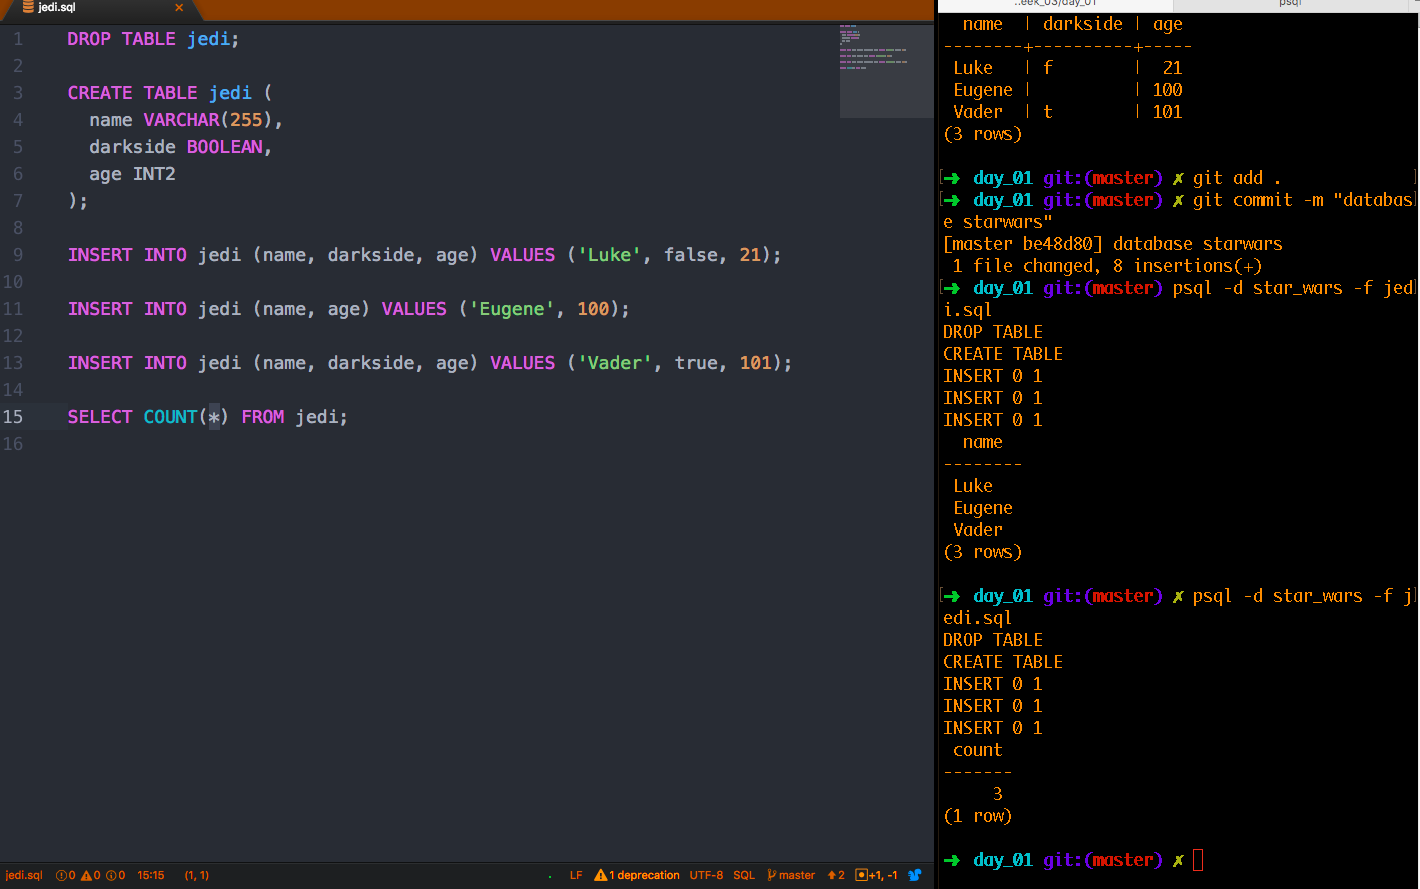 jedi.sql
1 DROP TABLE jedi;
2
3 CREATE TABLE jedi (
4 name VARCHAR(255),
5 darkside BOOLEAN,
6 age INT2
7 );
8
9 INSERT INTO jedi (name, darkside, age) VALUES ('Luke', false, 21);
10
11 INSERT INTO jedi (name, age) VALUES ('Eugene', 100);
12
13 INSERT INTO jedi (name, darkside, age) VALUES ('Vader', true, 101);
14
15 SELECT COUNT(*) FROM jedi;
16
jedi.sql 0 0 0 15:15 (1, 1) LF 1 deprecation UTF-8 SQL master 2 +1, -1
..eek_03/day_01 psql
name | darkside | age
--------+----------+-----
Luke | f | 21
Eugene | | 100
Vader | t | 101
(3 rows)
[➜ day_01 git:(master) ✗ git add . ]
[➜ day_01 git:(master) ✗ git commit -m "databas]
e starwars"
[master be48d80] database starwars
1 file changed, 8 insertions(+)
[➜ day_01 git:(master) psql -d star_wars -f jed]
i.sql
DROP TABLE
CREATE TABLE
INSERT 0 1
INSERT 0 1
INSERT 0 1
name
--------
Luke
Eugene
Vader
(3 rows)
[➜ day_01 git:(master) ✗ psql -d star_wars -f j]
edi.sql
DROP TABLE
CREATE TABLE
INSERT 0 1
INSERT 0 1
INSERT 0 1
count
-------
3
(1 row)
➜ day_01 git:(master) ✗